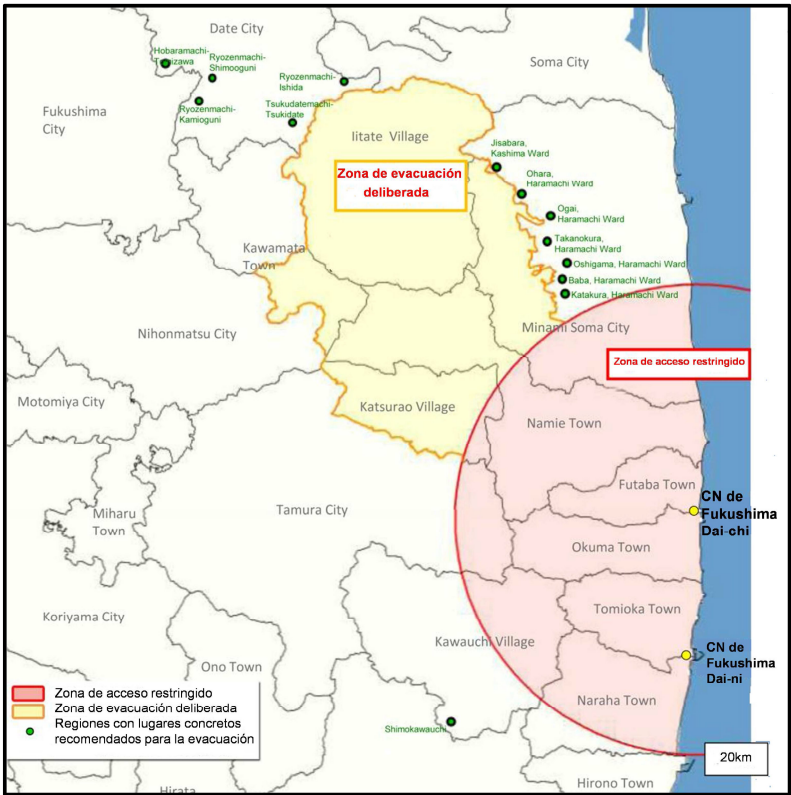 Date City
Hobaramachi-
Ryozenmachi-
Shimooguni
Soma City
Ryozenmachi-
Ishida
Fukushima
City
Ryozenmachi-
Kamioguni
Tsukudatemachi-
Tsukidate
Iitate Village
Jisabara,
Kashima Ward
Zona de evacuación
deliberada
Ohara,
Haramachi Ward
Ogai,
Haramachi Ward
Takanokura,
Haramachi Ward
Kawamata
Town
Oshigama, Haramachi Ward
Baba, Haramachi Ward
Katakura, Haramachi Ward
Nihonmatsu City
Minami Soma City
Zona de acceso restringido
Motomiya City
Katsurao Village
Namie Town
Futaba Town
CN de
Fukushima
Dai-chi
Miharu
Town
Tamura City
Okuma Town
Koriyama City
Tomioka Town
Kawauchi Village
CN de
Fukushima
Dai-ni
Ono Town
Naraha Town
Zona de acceso restringido
Zona de evacuación deliberada
Regiones con lugares concretos
recomendados para la evacuación
Shimokawauchi
20km
Hirono Town
Hirata